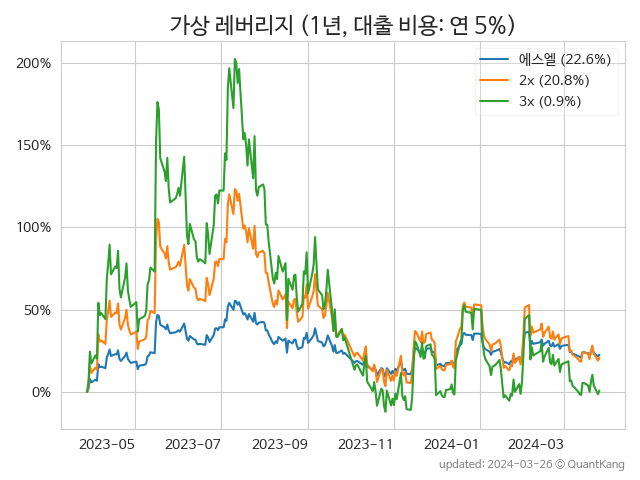 가상 레버리지 (1년, 대출 비용: 연 5%)
에스엘 (22.6%)
2x (20.8%)
3x (0.9%)
200%
150%
100%
50%
0%
2023-05 2023-07 2023-09 2023-11 2024-01 2024-03
updated: 2024-03-26 © QuantKang